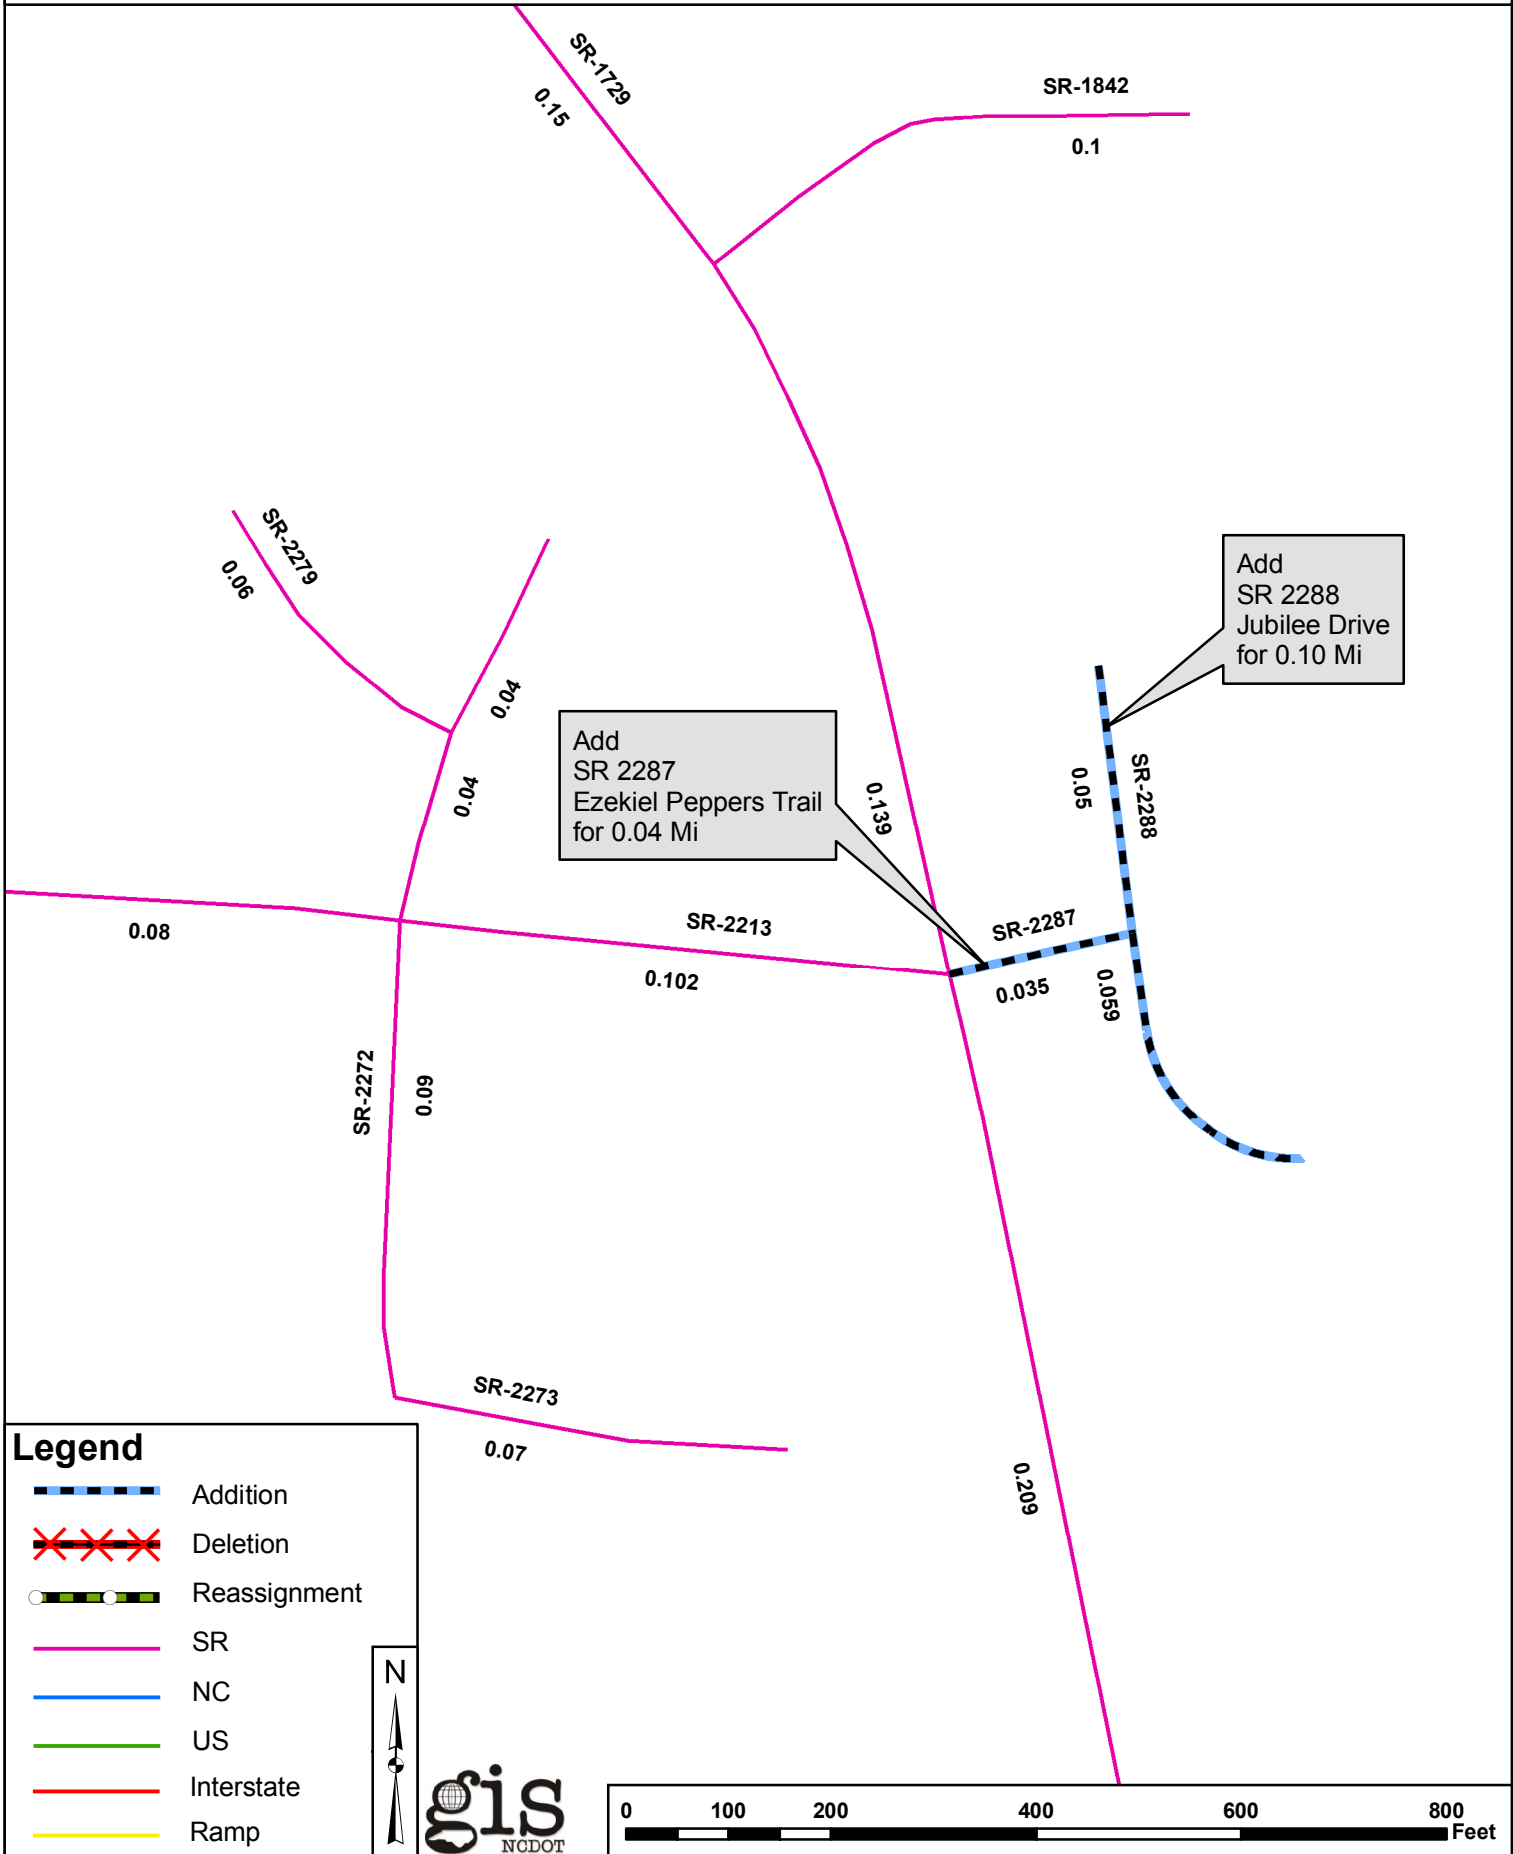 SR-1729
0.15
SR-1842
0.1
SR-2279
0.06
0.04
0.04
Add
SR 2288
Jubilee Drive
for 0.10 Mi
Add
SR 2287
Ezekiel Peppers Trail
for 0.04 Mi
0.139
0.05
SR-2288
0.08
SR-2213
0.102
SR-2287
0.035
0.059
SR-2272
0.09
SR-2273
0.07
0.209
Legend
Addition
Deletion
Reassignment
SR
NC
US
Interstate
Ramp
N
gis
NCDOT
0 100 200 400 600 800
Feet